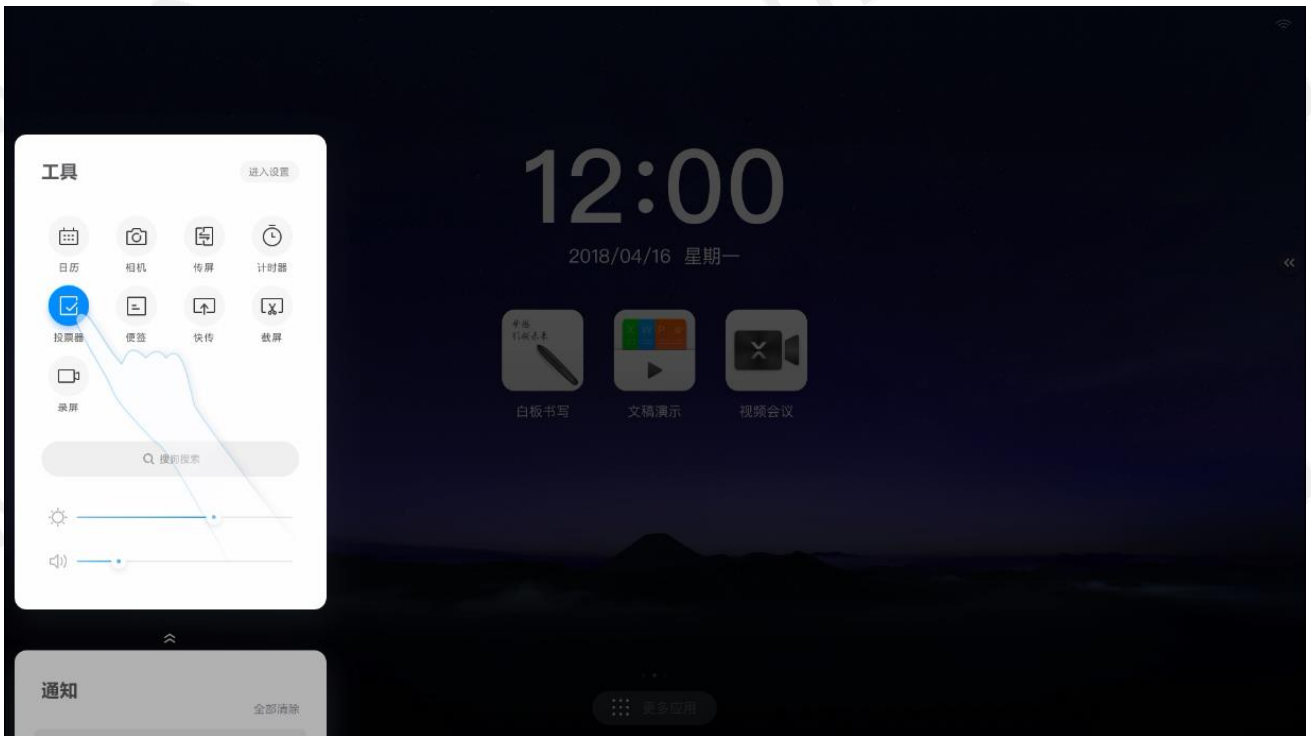 工具
进入设置
日历
相机
传屏
计时器
投票器
便签
快传
截屏
录屏
搜狗搜索
通知
全部清除
12:00
2018/04/16 星期一
白板书写
文稿演示
视频会议
更多应用